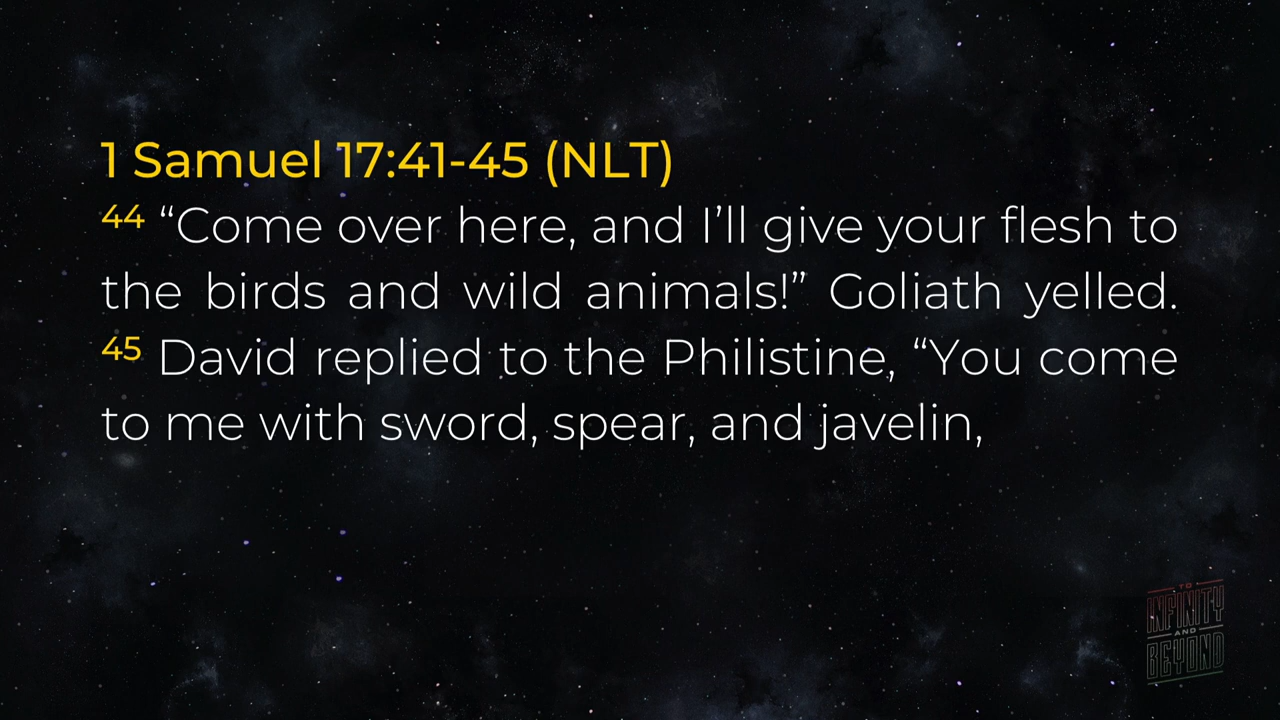 1 Samuel 17:41-45 (NLT)
44 “Come over here, and I’ll give your flesh to
the birds and wild animals!” Goliath yelled.
45 David replied to the Philistine, “You come
to me with sword, spear, and javelin,
TO
INFINITY
AND
BEYOND